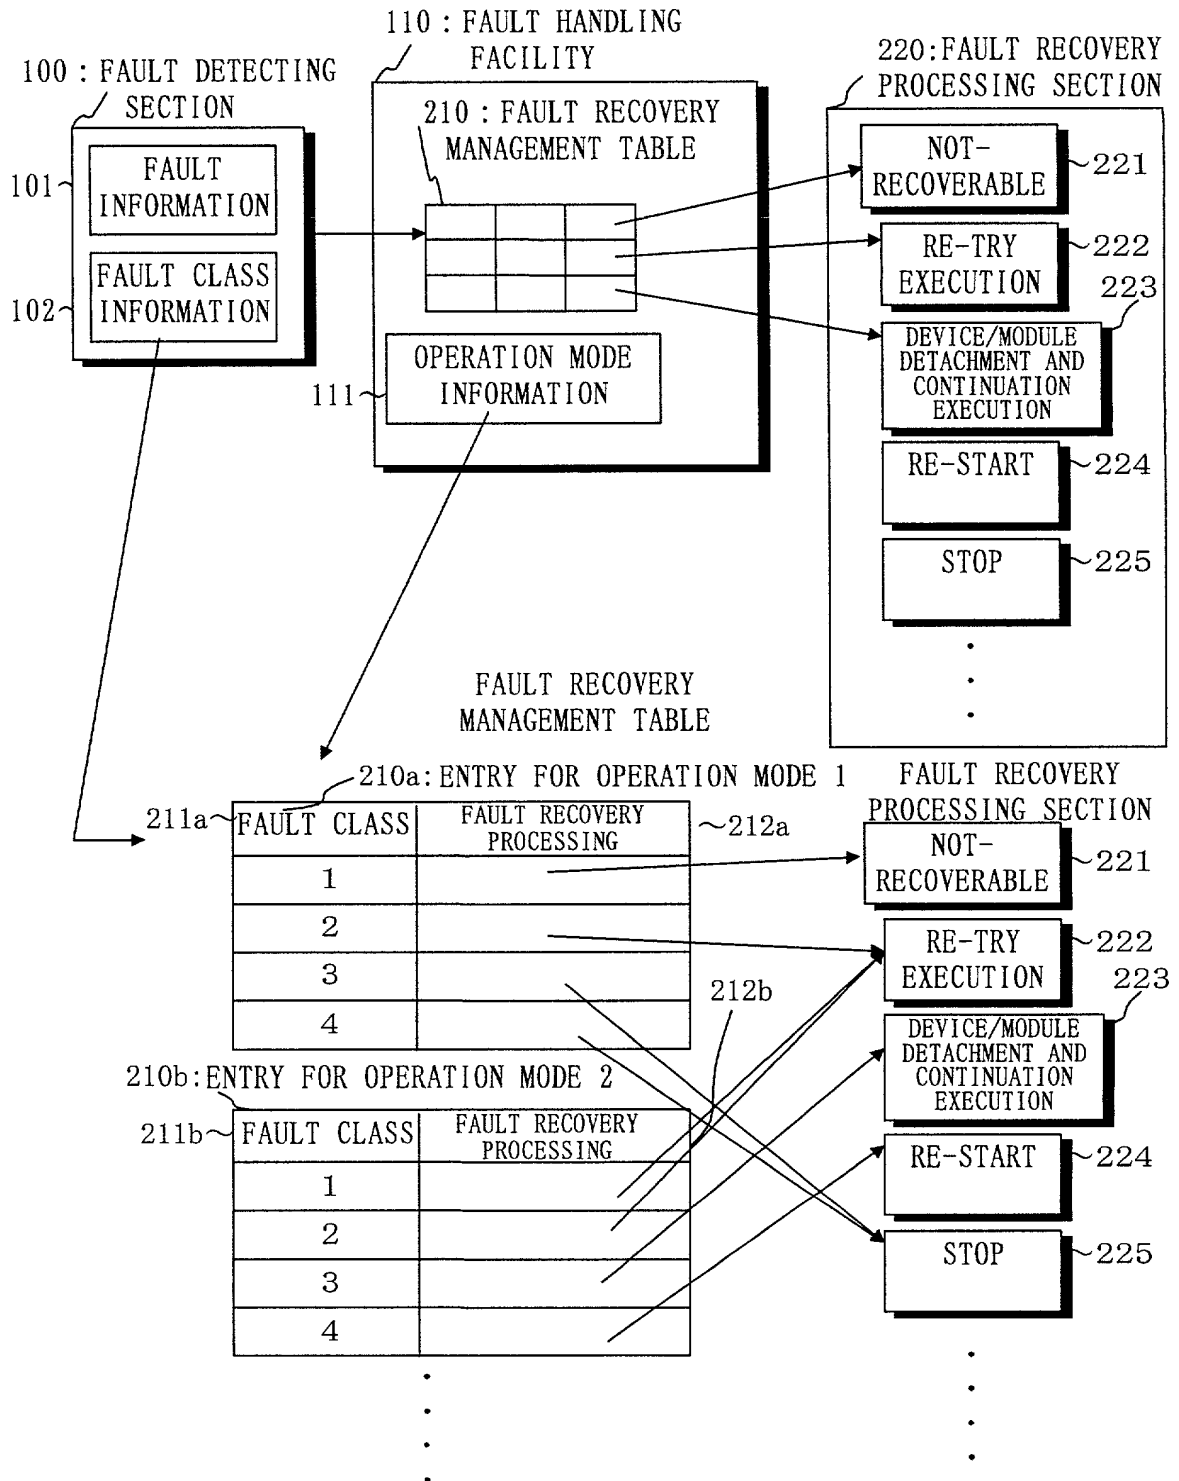 110 : FAULT HANDLING
FACILITY
100 : FAULT DETECTING
SECTION
220:FAULT RECOVERY
PROCESSING SECTION
210 : FAULT RECOVERY
MANAGEMENT TABLE
101
FAULT
INFORMATION
102
FAULT CLASS
INFORMATION
111
OPERATION MODE
INFORMATION
NOT-
RECOVERABLE
221
RE-TRY
EXECUTION
222
223
DEVICE/MODULE
DETACHMENT AND
CONTINUATION
EXECUTION
RE-START
224
STOP
225
FAULT RECOVERY
MANAGEMENT TABLE
210a:ENTRY FOR OPERATION MODE 1
211a
FAULT CLASS
FAULT RECOVERY
PROCESSING
212a
1
2
3
4
212b
210b:ENTRY FOR OPERATION MODE 2
211b
FAULT CLASS
FAULT RECOVERY
PROCESSING
1
2
3
4
FAULT RECOVERY
PROCESSING SECTION
NOT-
RECOVERABLE
221
RE-TRY
EXECUTION
222
223
DEVICE/MODULE
DETACHMENT AND
CONTINUATION
EXECUTION
RE-START
224
STOP
225